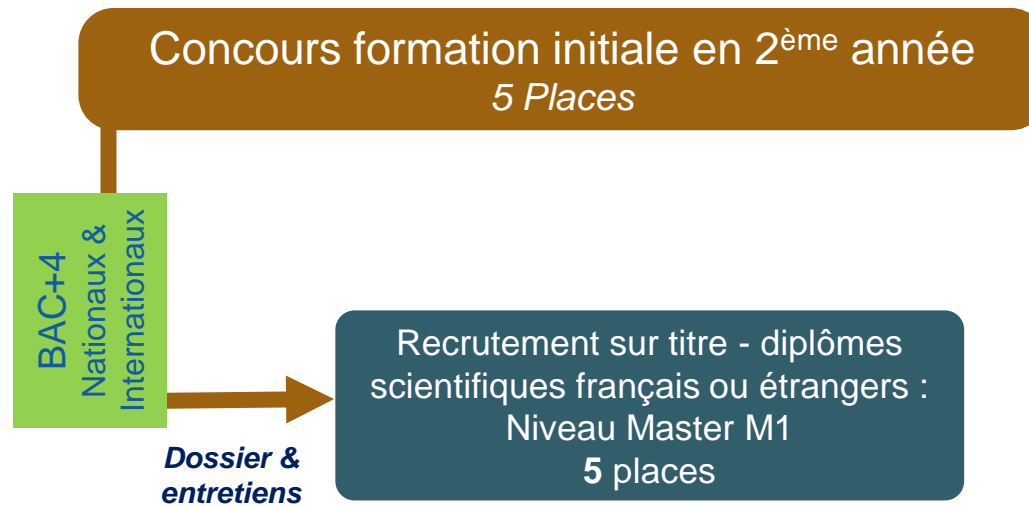 Concours formation initiale en 2ème année
5 Places
BAC+4
Nationaux &
Internationaux
Dossier &
entretiens
Recrutement sur titre - diplômes
scientifiques français ou étrangers :
Niveau Master M1
5 places